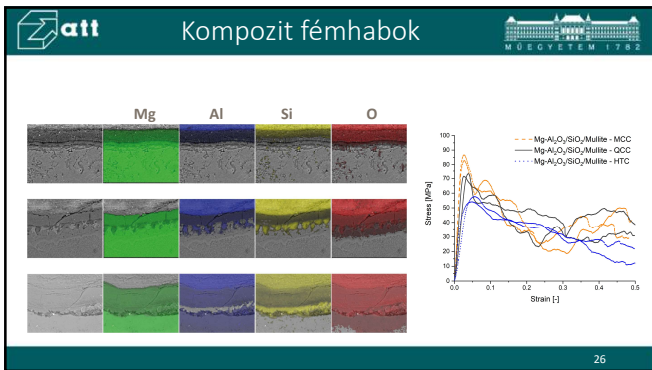 att
Kompozit fémhabok
MŰEGYETEM 1782
Mg Al Si O
100
90
80
70
60
50
40
30
20
10
0
Stress [MPa]
Mg-Al₂O₃/SiO₂/Mullite - MCC
Mg-Al₂O₃/SiO₂/Mullite - QCC
Mg-Al₂O₃/SiO₂/Mullite - HTC
0.0 0.1 0.2 0.3 0.4 0.5
Strain [-]
26